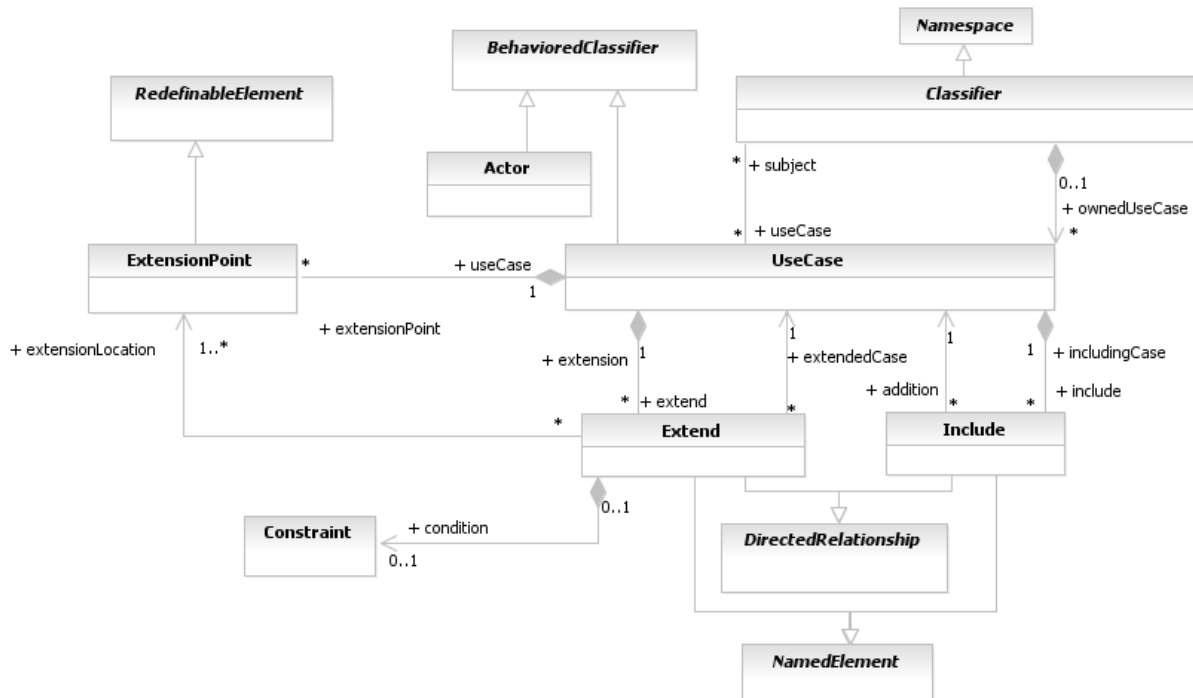 Namespace
BehavioredClassifier
RedefinableElement
Classifier
Actor
*
+ subject
0..1
+ ownedUseCase
*
+ useCase
*
ExtensionPoint
*
+ useCase
1
UseCase
+ extensionPoint
+ extensionLocation
1..*
+ extension
1
1
+ extendedCase
1
1
+ includingCase
+ addition
+ include
*
+ extend
*
*
*
*
Extend
Include
0..1
Constraint
+ condition
0..1
DirectedRelationship
NamedElement